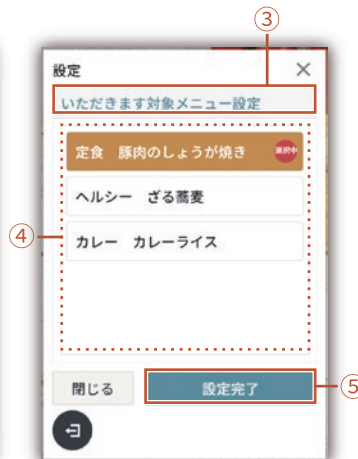 ③
設定 ×
いただきます対象メニュー設定
定食 豚肉のしょうが焼き 選択中
ヘルシー ざる蕎麦
④
カレー カレーライス
閉じる 設定完了 ⑤